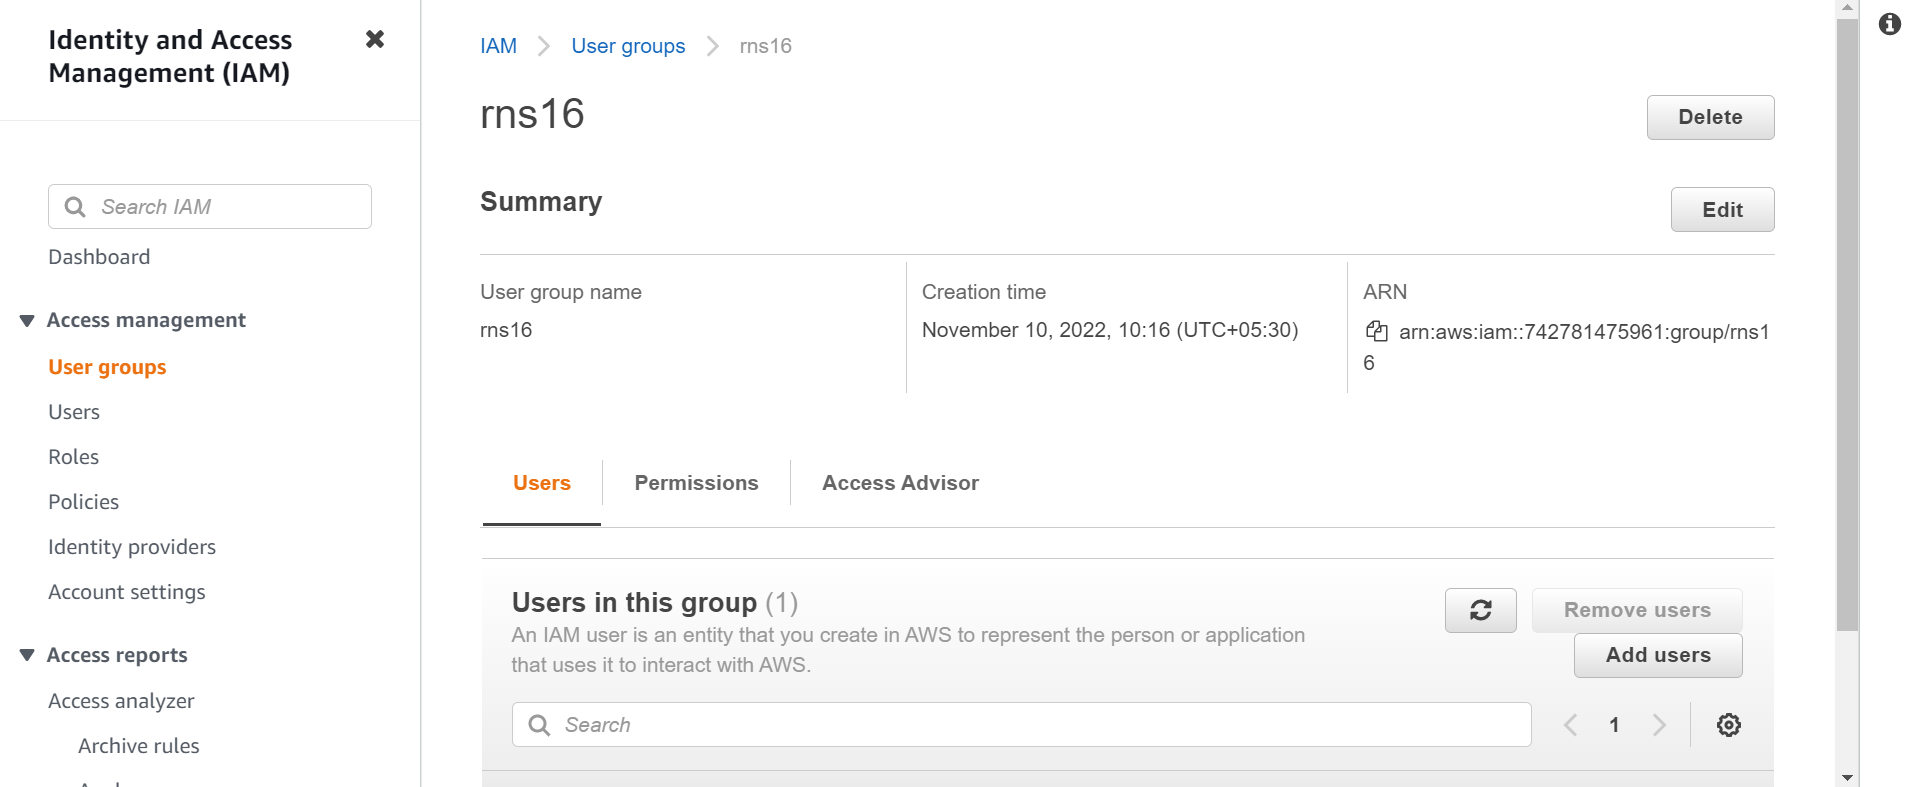 Identity and Access
Management (IAM)
Search IAM
Dashboard
Access management
User groups
Users
Roles
Policies
Identity providers
Account settings
Access reports
Access analyzer
Archive rules
IAM
User groups
rns16
rns16
Delete
Summary
Edit
User group name
rns16
Creation time
November 10, 2022, 10:16 (UTC+05:30)
ARN
arn:aws:iam::742781475961:group/rns1
6
Users
Permissions
Access Advisor
Users in this group (1)
An IAM user is an entity that you create in AWS to represent the person or application
that uses it to interact with AWS.
Remove users
Add users
Search
1